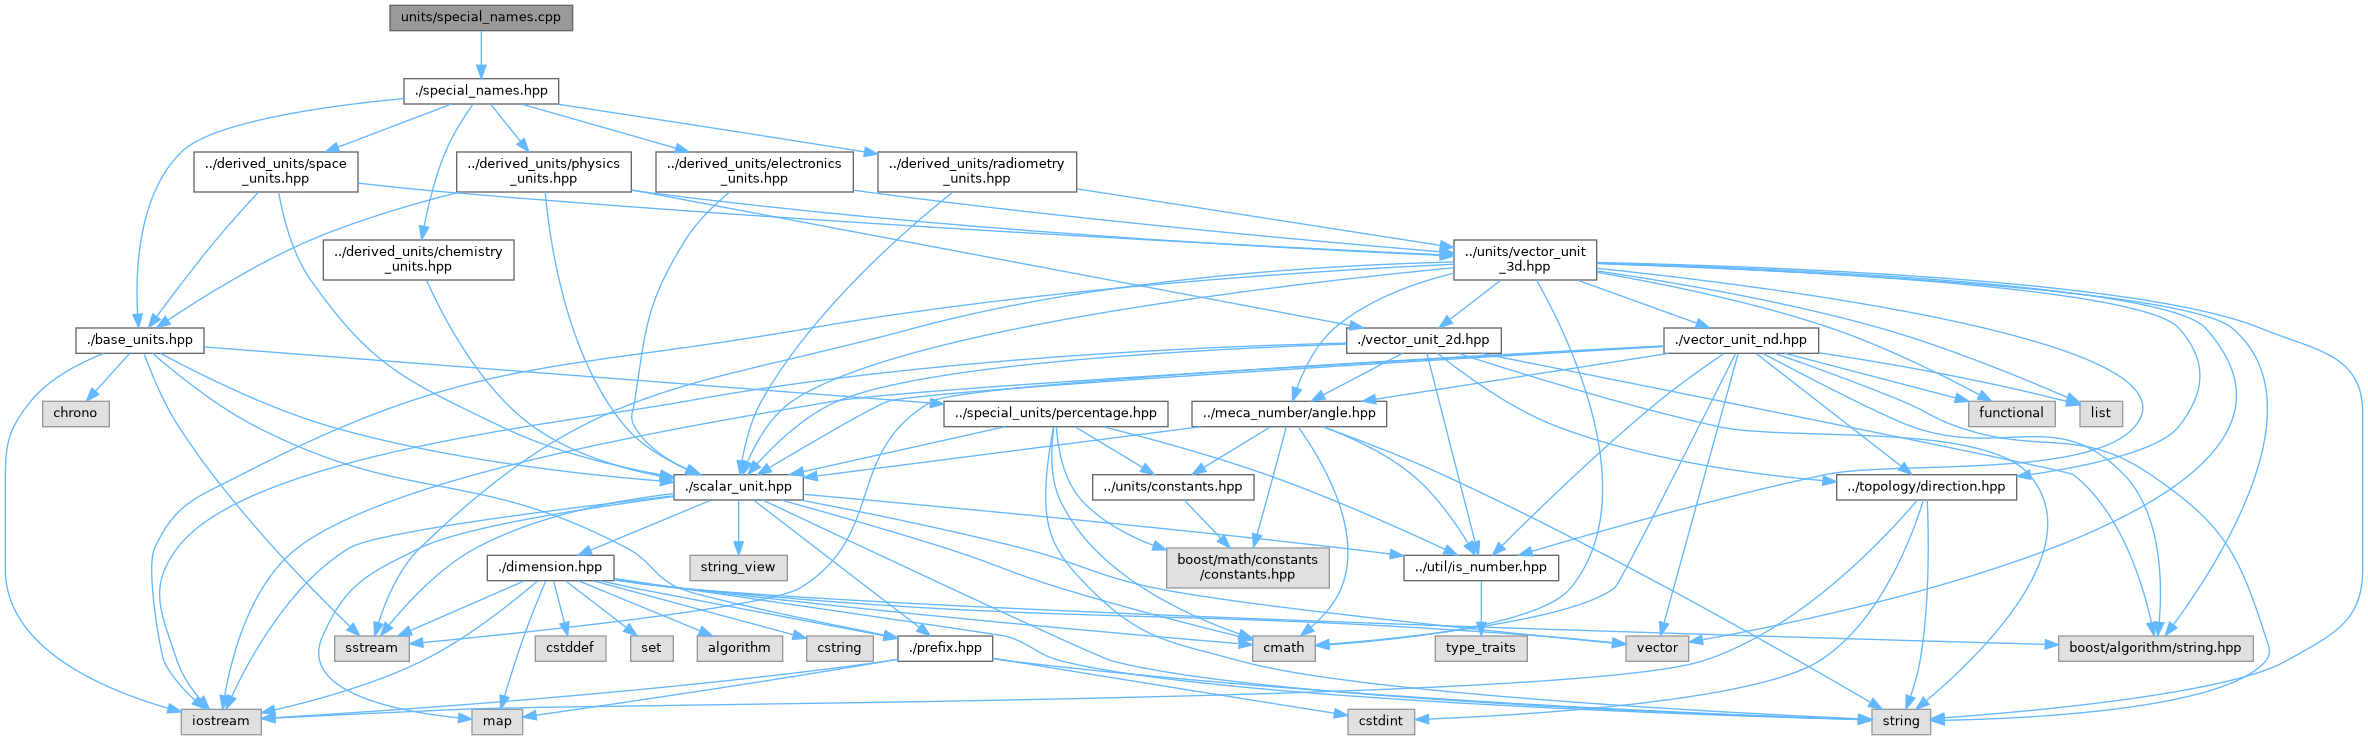 units/special_names.cpp
./special_names.hpp
../derived_units/space
_units.hpp
../derived_units/physics
_units.hpp
../derived_units/electronics
_units.hpp
../derived_units/radiometry
_units.hpp
../derived_units/chemistry
_units.hpp
../units/vector_unit
_3d.hpp
./base_units.hpp
./vector_unit_2d.hpp
./vector_unit_nd.hpp
chrono
../special_units/percentage.hpp
../meca_number/angle.hpp
functional
list
./scalar_unit.hpp
../units/constants.hpp
../topology/direction.hpp
./dimension.hpp
string_view
boost/math/constants
/constants.hpp
../util/is_number.hpp
sstream
cstddef
set
algorithm
cstring
./prefix.hpp
cmath
type_traits
vector
boost/algorithm/string.hpp
iostream
map
cstdint
string